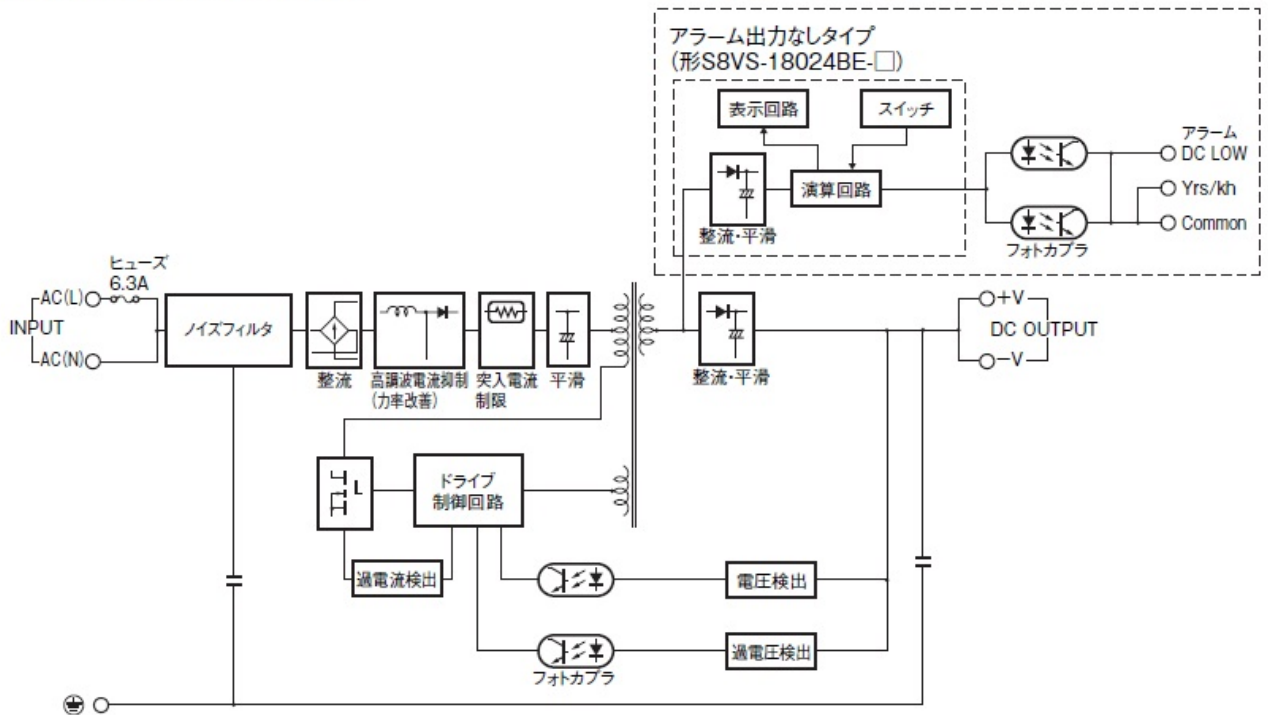 アラーム出力なしタイプ
(形S8VS-18024BE-□)
表示回路
スイッチ
アラーム
DC LOW
演算回路
Yrs/kh
整流・平滑
Common
フォトカプラ
ヒューズ
6.3A
AC(L)
+V
INPUT
ノイズフィルタ
DC OUTPUT
AC(N)
−V
整流
高調波電流抑制
(力率改善)
突入電流
制限
平滑
整流・平滑
ドライブ
制御回路
過電流検出
電圧検出
過電圧検出
フォトカプラ